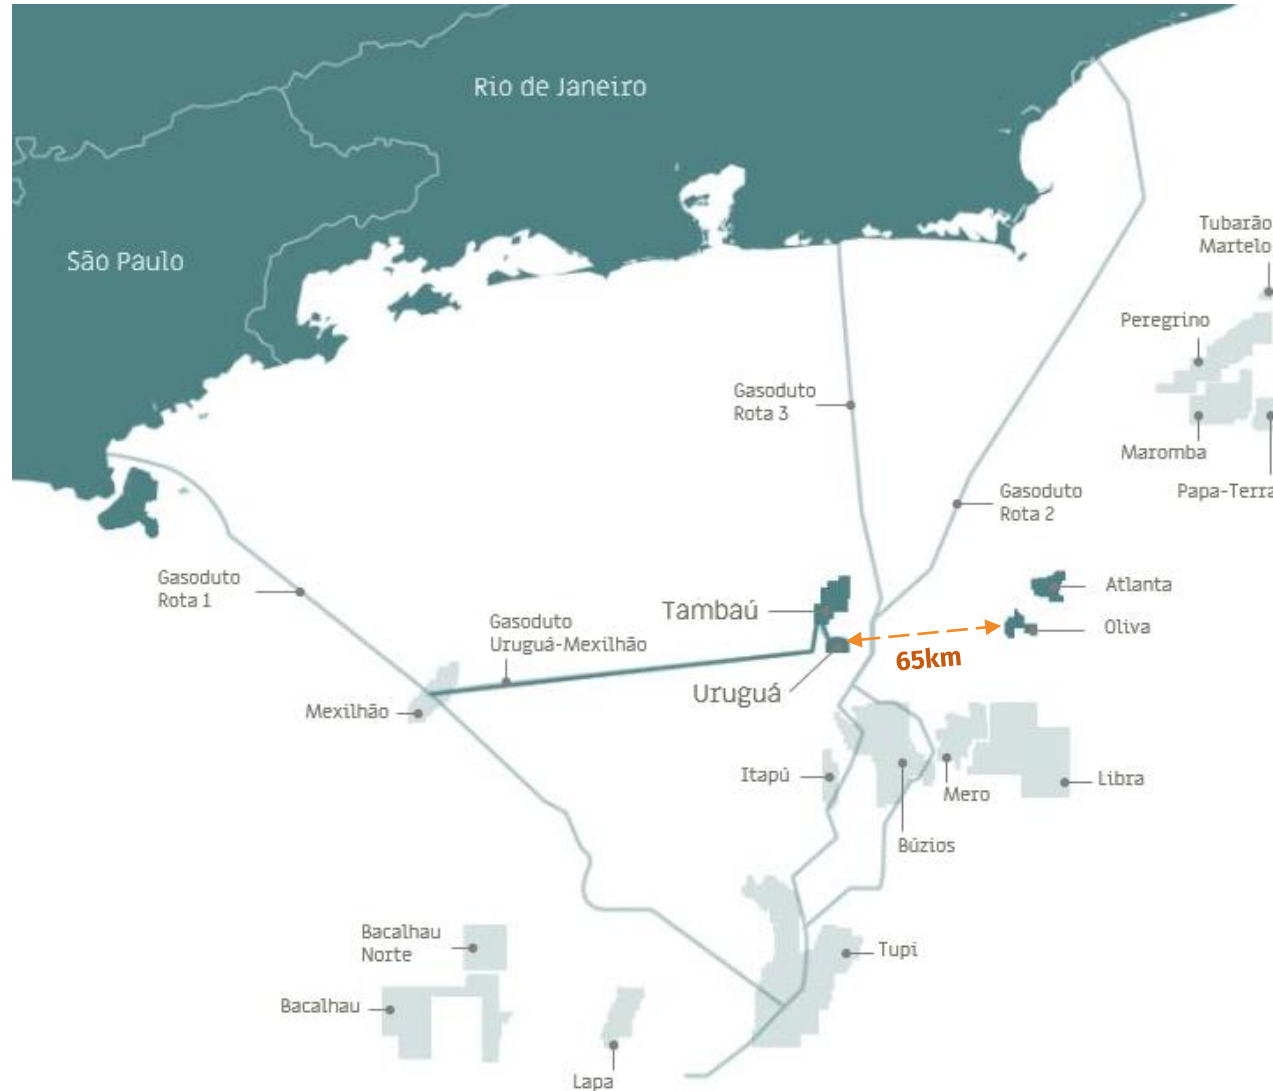 Rio de Janeiro
São Paulo
Tubarão
Martelo
Peregrino
Maromba
Papa-Terra
Gasoduto
Rota 3
Gasoduto
Rota 2
Gasoduto
Rota 1
Gasoduto
Uruguá-Mexilhão
Tambaú
Atlanta
Oliva
65km
Uruguá
Mexilhão
Itapú
Mero
Libra
Búzios
Bacalhau
Norte
Tupi
Bacalhau
Lapa